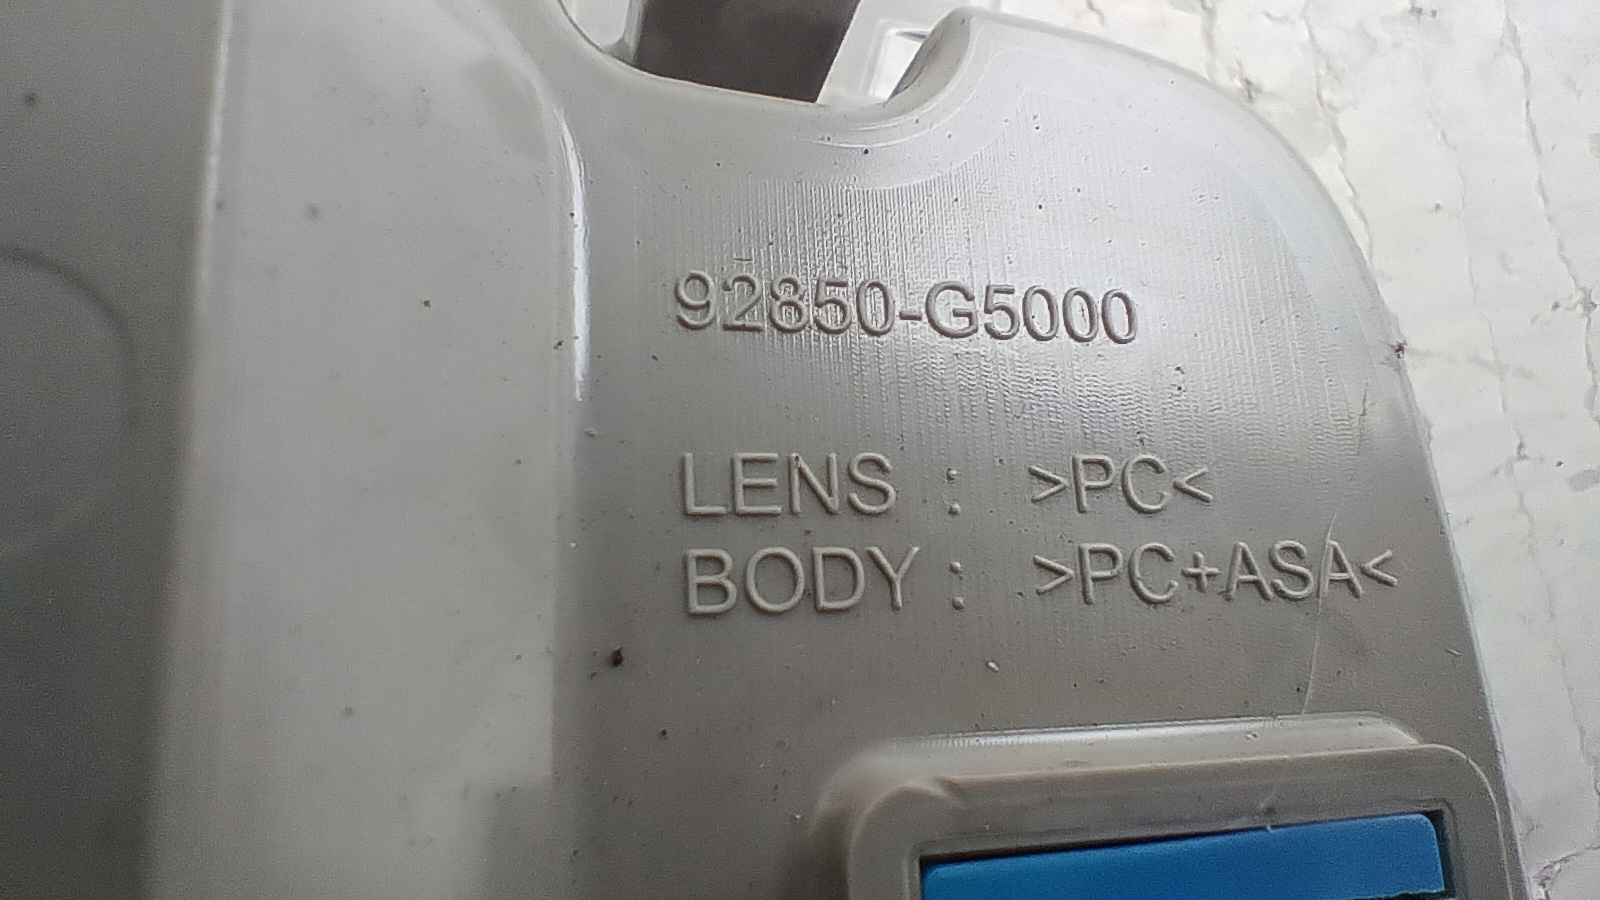 92850-G5000
LENS : >PC<
BODY : >PC+ASA<